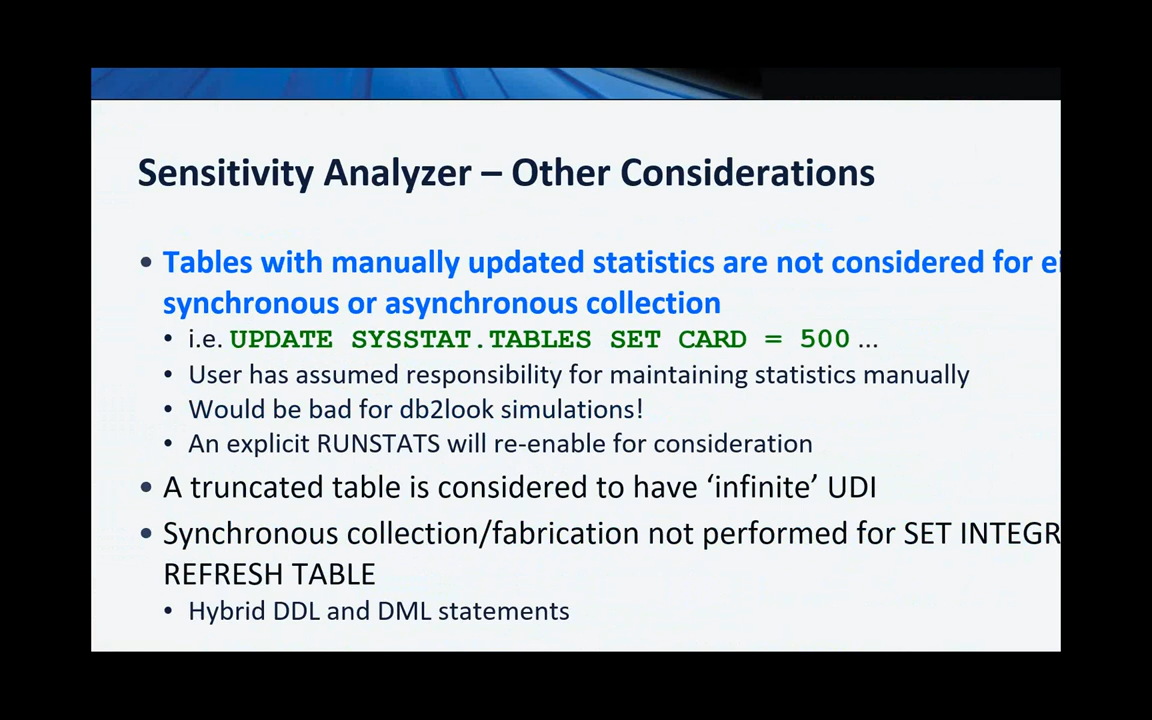 Sensitivity Analyzer – Other Considerations
• Tables with manually updated statistics are not considered for
synchronous or asynchronous collection
• i.e. UPDATE SYSSTAT.TABLES SET CARD = 500 ...
• User has assumed responsibility for maintaining statistics manually
• Would be bad for db2look simulations!
• An explicit RUNSTATS will re-enable for consideration
• A truncated table is considered to have ‘infinite’ UDI
• Synchronous collection/fabrication not performed for SET INTEGR
REFRESH TABLE
• Hybrid DDL and DML statements